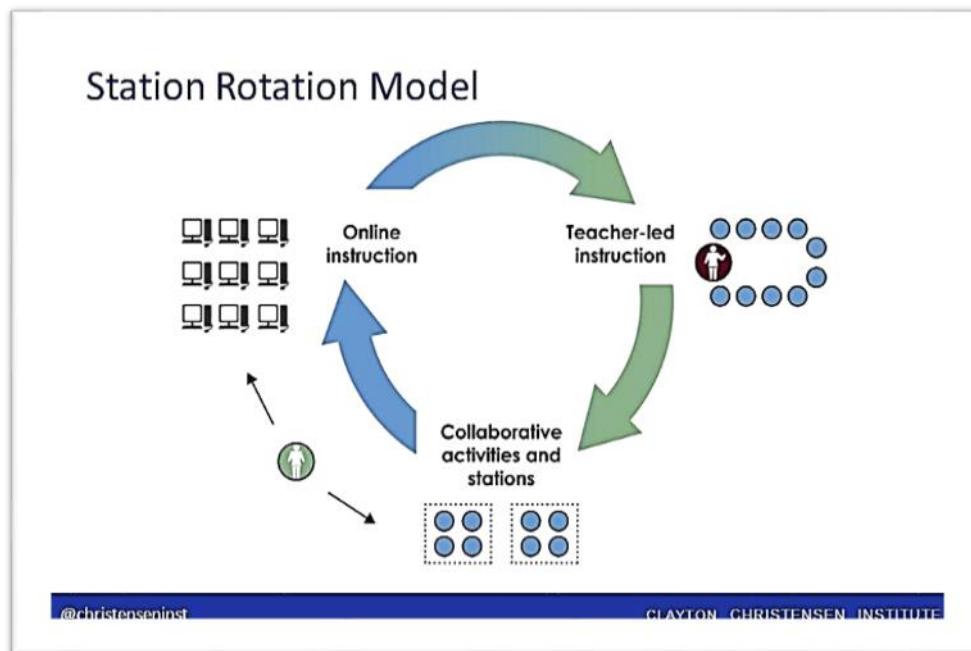 Station Rotation Model
Online
instruction
Teacher-led
instruction
Collaborative
activities and
stations
@christenseninst
CLAYTON CHRISTENSEN INSTITUTE